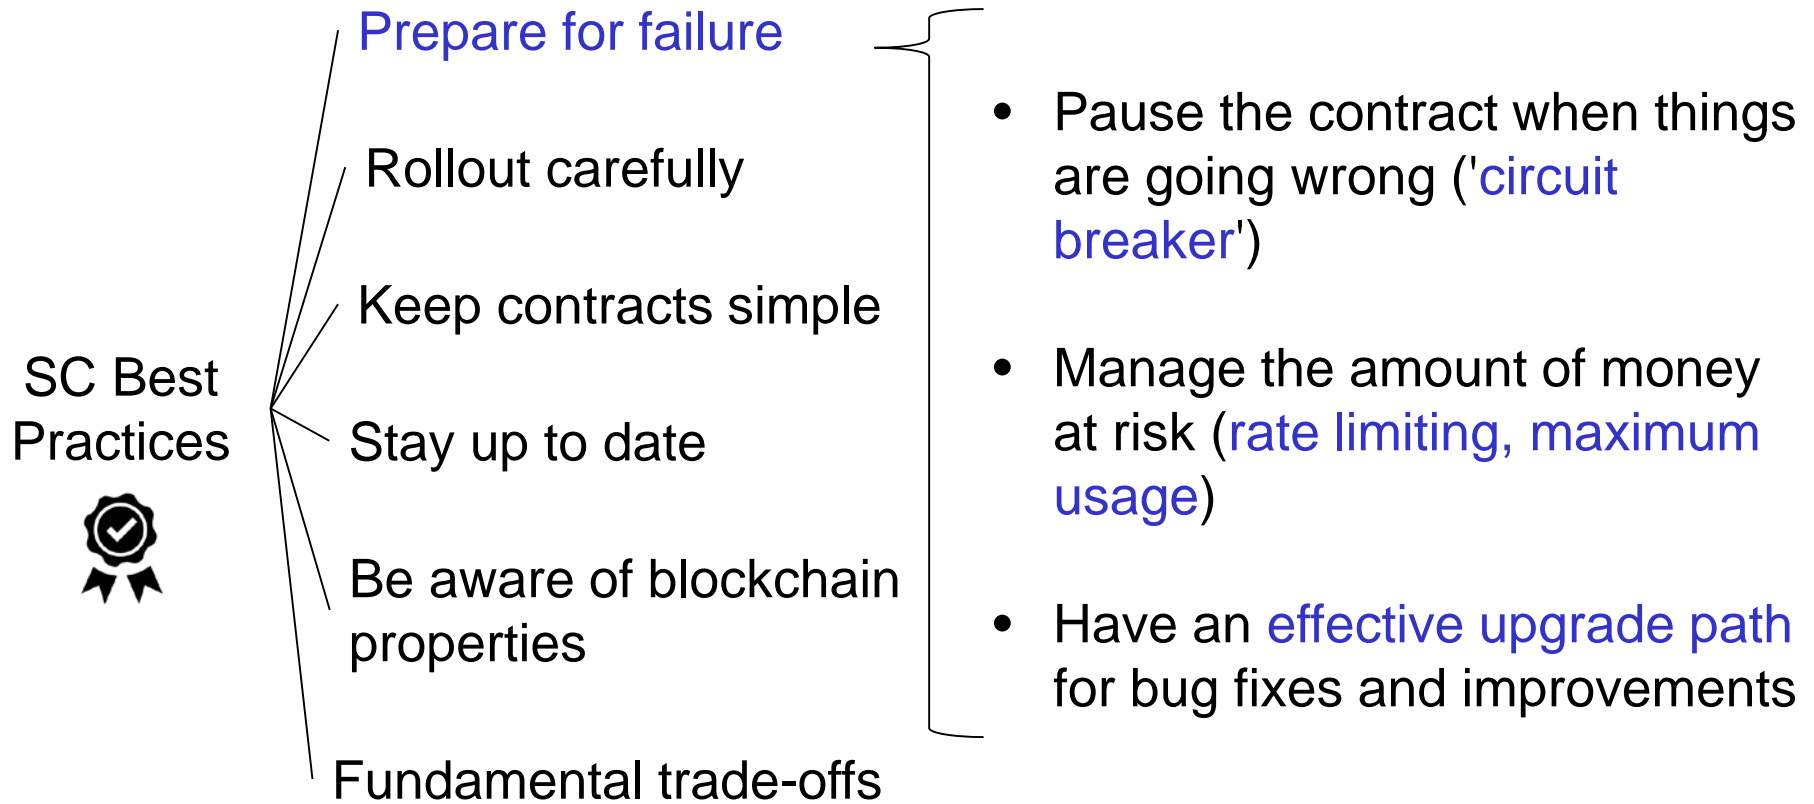 SC Best
Practices
Prepare for failure
Rollout carefully
Keep contracts simple
Stay up to date
Be aware of blockchain
properties
Fundamental trade-offs
• Pause the contract when things
are going wrong ('circuit
breaker')
• Manage the amount of money
at risk (rate limiting, maximum
usage)
• Have an effective upgrade path
for bug fixes and improvements